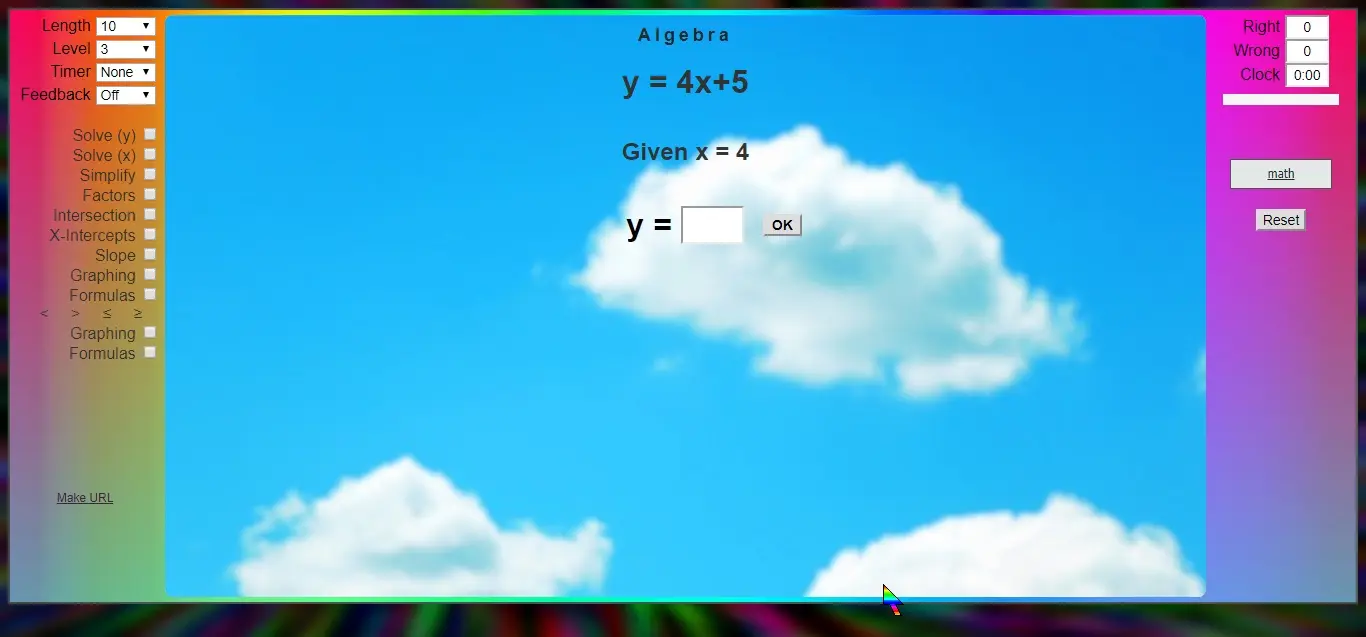 Length 10
Level 3
Timer None
Feedback Off
Solve (y)
Solve (x)
Simplify
Factors
Intersection
X-Intercepts
Slope
Graphing
Formulas
< > ≤ ≥
Graphing
Formulas
Make URL
Algebra
y = 4x+5
Given x = 4
y =
OK
Right 0
Wrong 0
Clock 0:00
math
Reset